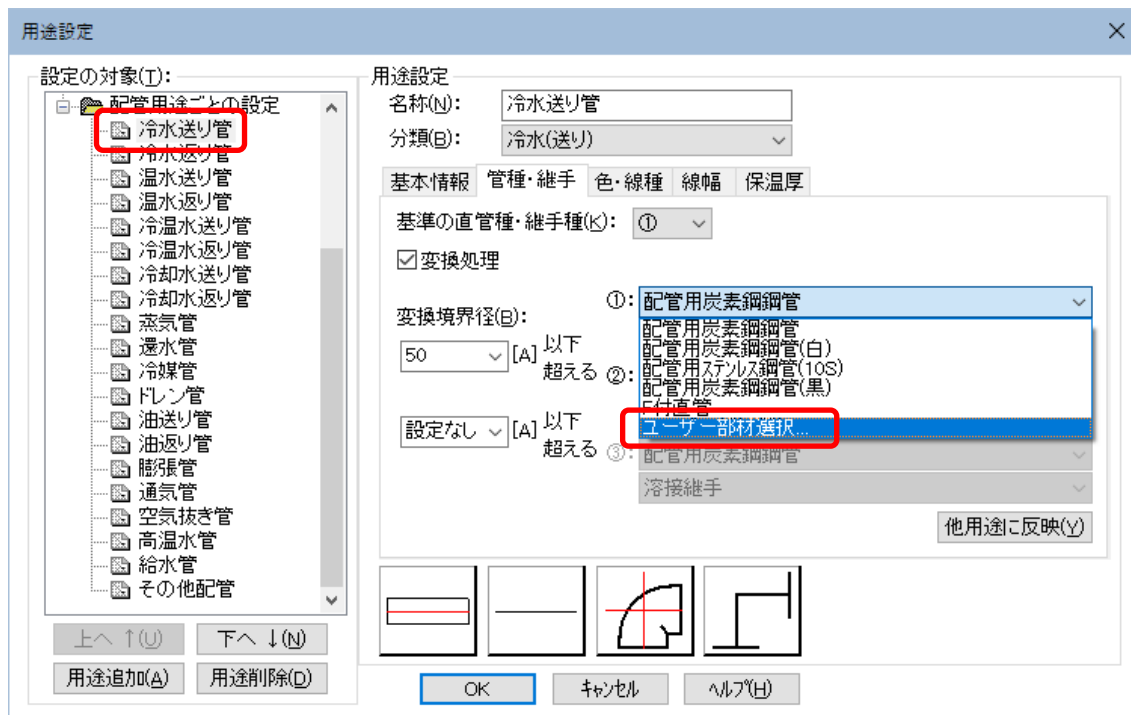 用途設定
設定の対象(T):
配管用途ごとの設定
冷水送り管
冷水返り管
温水送り管
温水返り管
冷温水送り管
冷温水返り管
冷却水送り管
冷却水返り管
蒸気管
還水管
冷媒管
ドレン管
油送り管
油返り管
膨張管
通気管
空気抜き管
高温水管
給水管
その他配管
上へ ↑(U)
下へ ↓(N)
用途追加(A)
用途削除(D)
用途設定
名称(N):
冷水送り管
分類(B):
冷水(送り)
基本情報
管種・継手
色・線種
線幅
保温厚
基準の直管種・継手種(K):
①
変換処理
変換境界径(B):
50
[A]
以下
超える
設定なし
[A]
以下
超える
①:
配管用炭素鋼鋼管
配管用炭素鋼鋼管
配管用炭素鋼鋼管(白)
配管用ステンレス鋼管(10S)
配管用炭素鋼鋼管(黒)
F付直管
ユーザー部材選択...
②:
③:
配管用炭素鋼鋼管
溶接継手
他用途に反映(Y)
OK
キャンセル
ヘルプ(H)